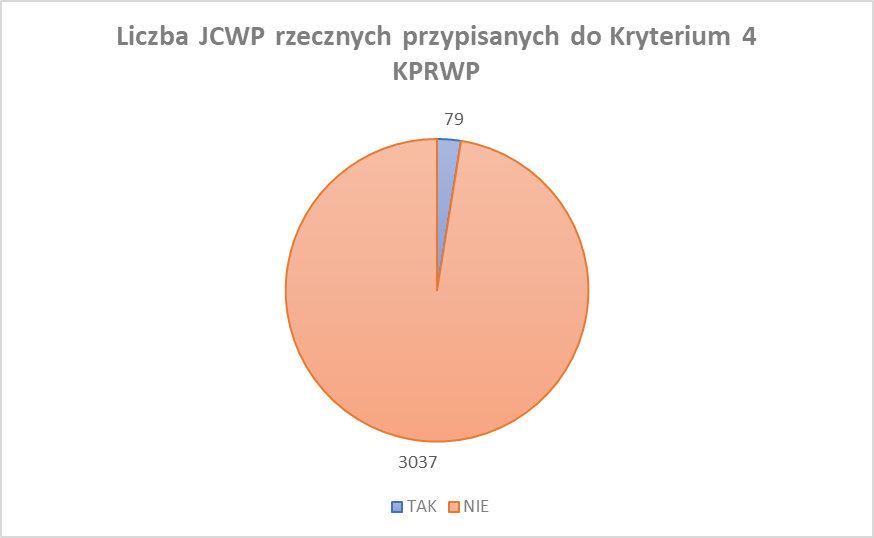 Liczba JCWP rzecznych przypisanych do Kryterium 4
KPRWP
79
3037
TAK NIE